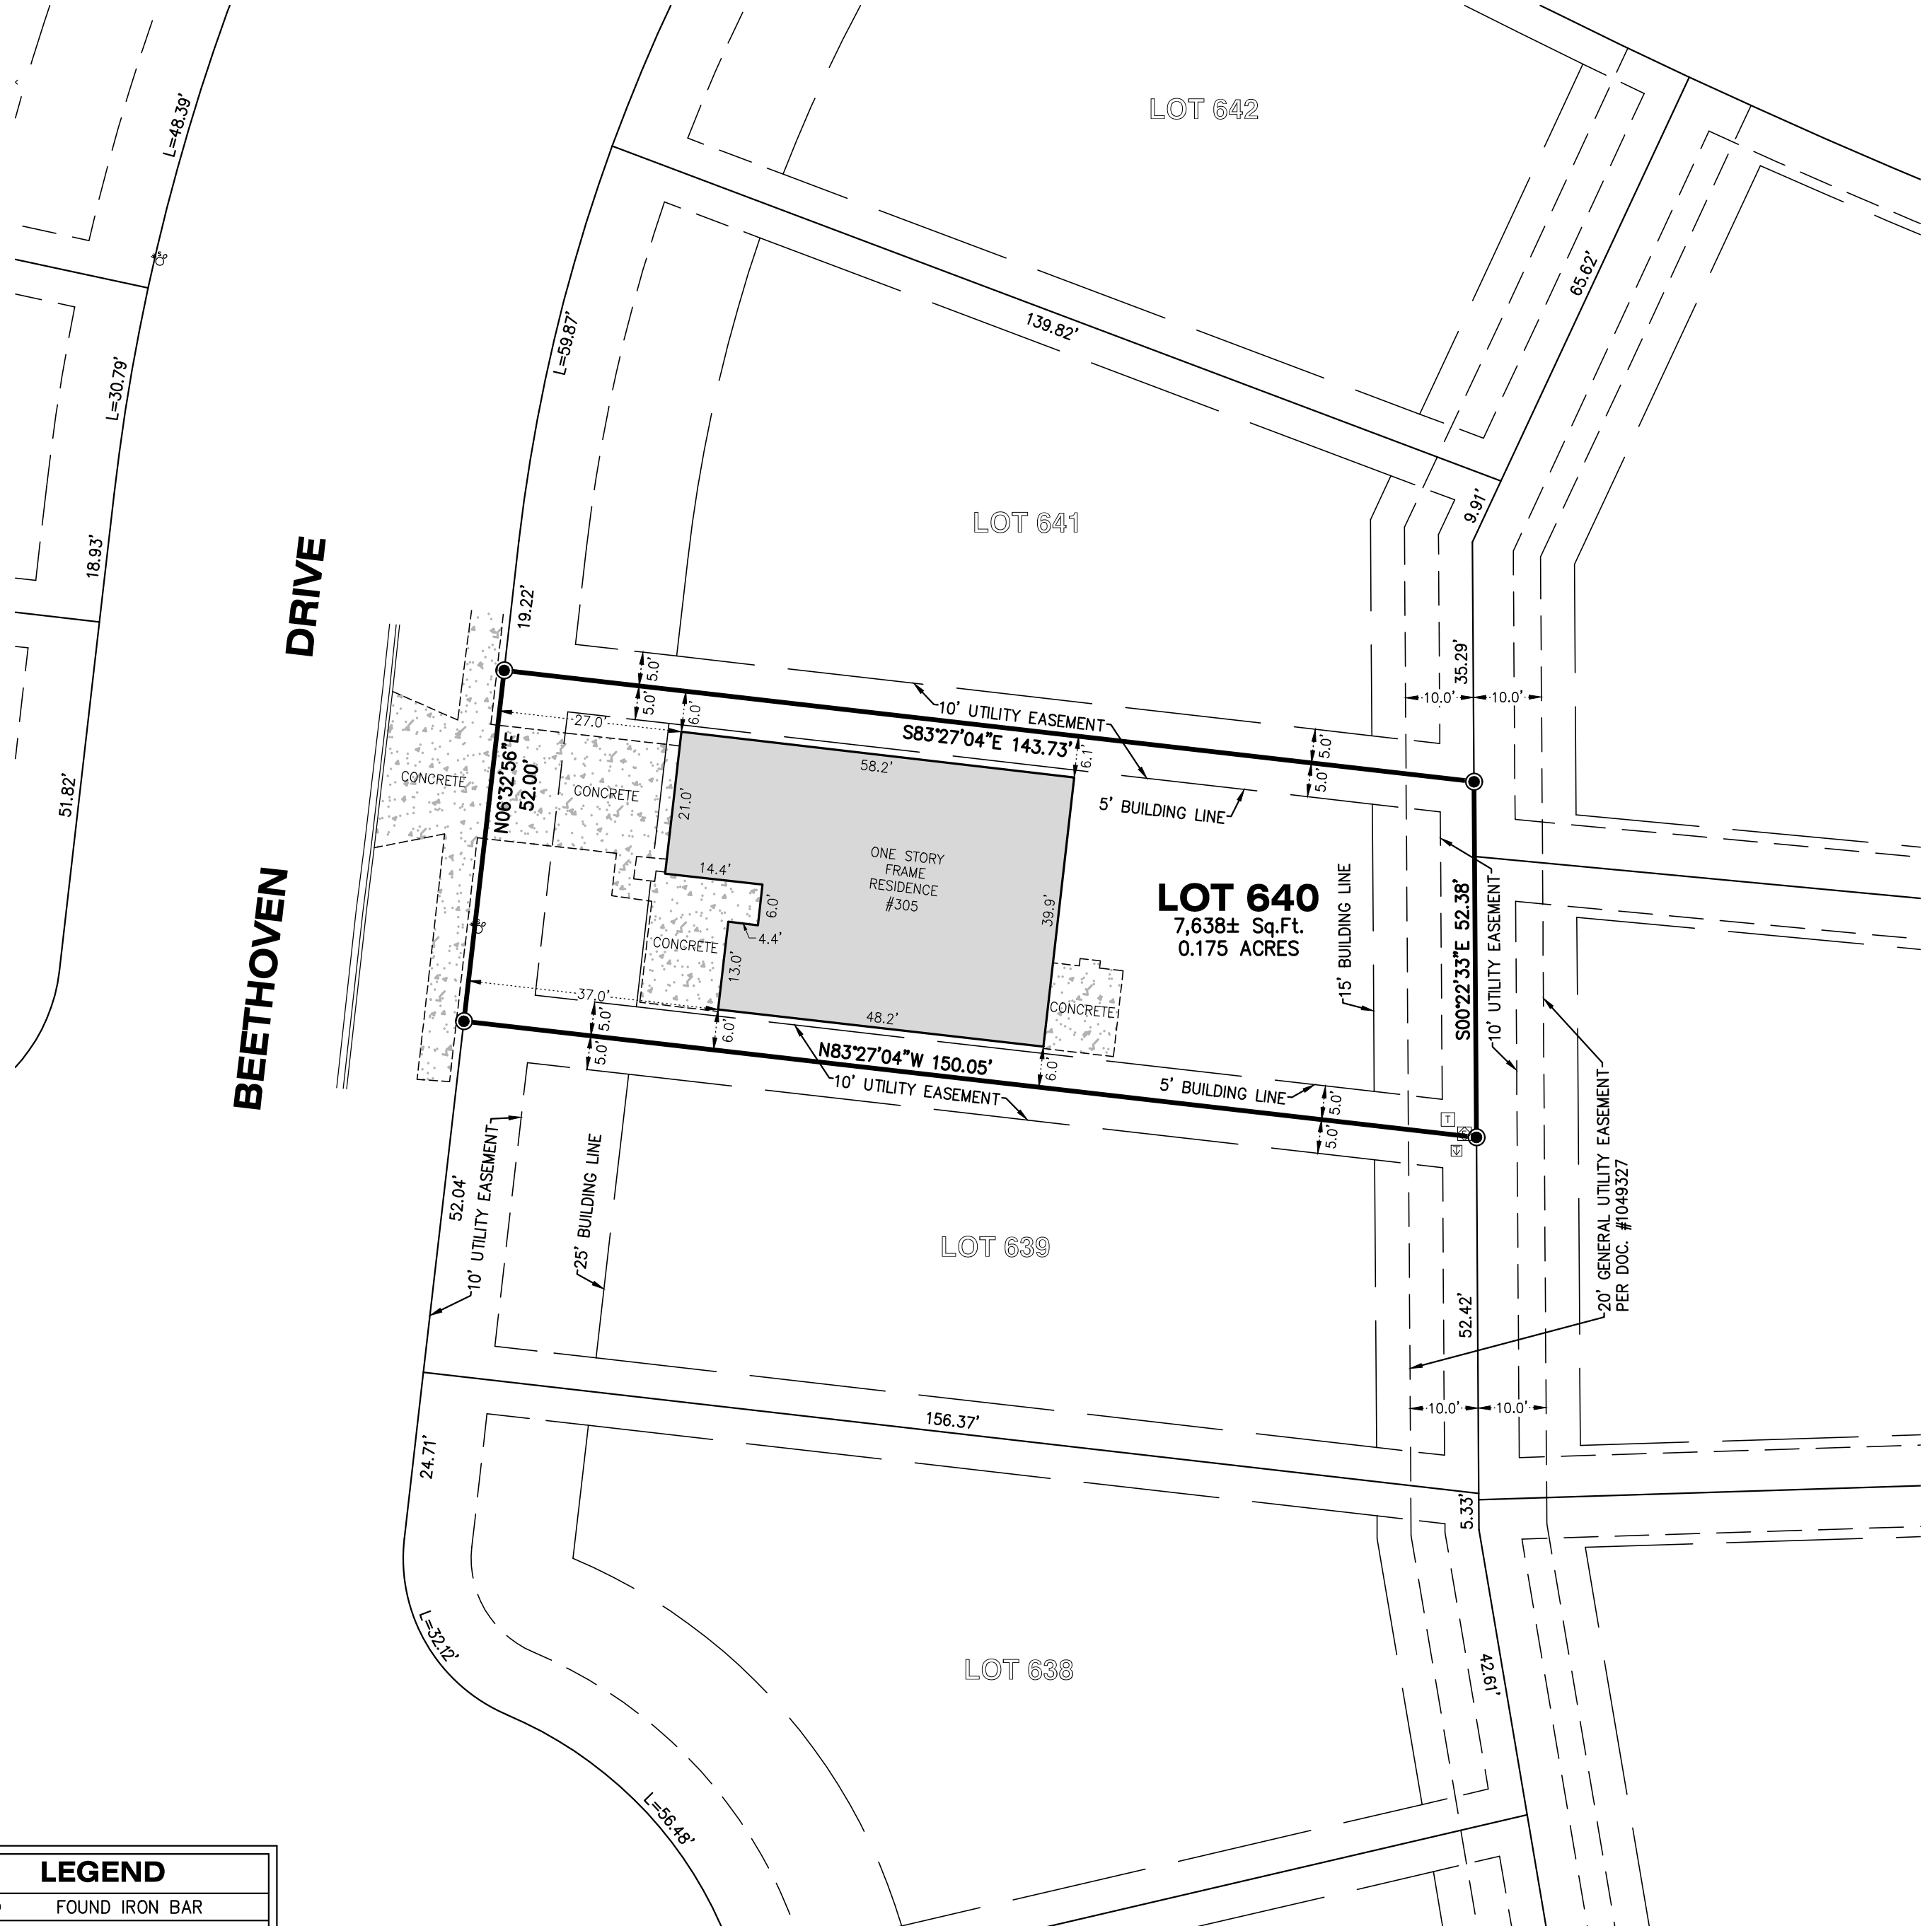 LOT 642
L=48.39'
65.62'
139.82'
L=59.87'
L=30.79'
LOT 641
9.91'
18.93'
DRIVE
19.22'
35.29'
5.0'
5.0'
6.0'
10' UTILITY EASEMENT
10.0'
10.0'
27.0'
S83°27'04"E 143.73'
6.1'
5.0'
5.0'
58.2'
CONCRETE
N06°32'56"E
52.00'
CONCRETE
21.0'
5' BUILDING LINE
51.82'
ONE STORY
FRAME
RESIDENCE
#305
14.4'
6.0'
4.4'
39.9'
LOT 640
7,638± Sq.Ft.
0.175 ACRES
15' BUILDING LINE
S00°22'33"E 52.38'
10' UTILITY EASEMENT
CONCRETE
13.0'
BEETHOVEN
37.0'
5.0'
5.0'
6.0'
48.2'
CONCRETE
N83°27'04"W 150.05'
6.0'
10' UTILITY EASEMENT
5' BUILDING LINE
5.0'
5.0'
T
20' GENERAL UTILITY EASEMENT
PER DOC. #1049327
52.04'
10' UTILITY EASEMENT
25' BUILDING LINE
LOT 639
52.42'
10.0'
10.0'
156.37'
24.71'
5.33'
L=32.12'
LOT 638
42.61'
L=56.48'
LEGEND
FOUND IRON BAR